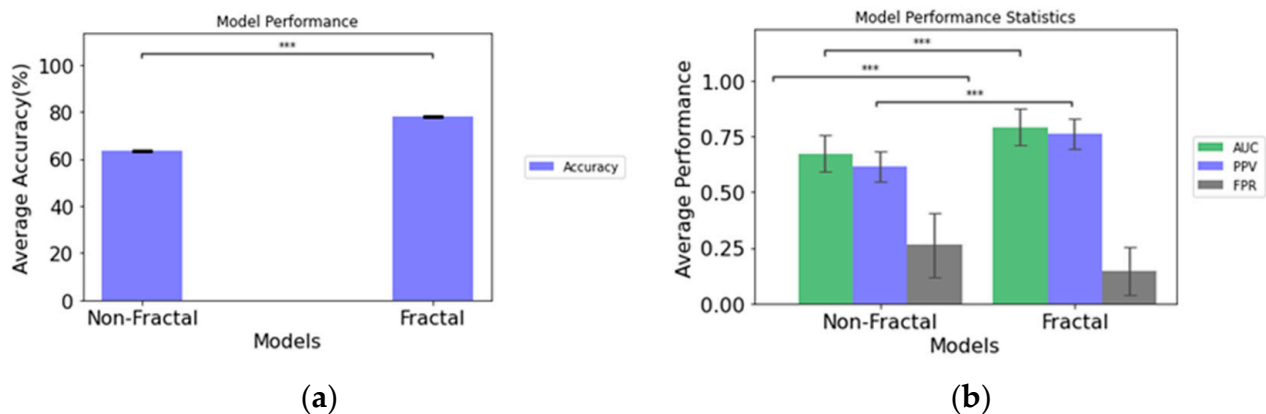 Model Performance
***
100
80
60
40
20
0
Average Accuracy(%)
Non-Fractal Fractal
Models
Accuracy
(a)
Model Performance Statistics
***
***
***
1.00
0.75
0.50
0.25
0.00
Average Performance
Non-Fractal Fractal
Models
AUC
PPV
FPR
(b)